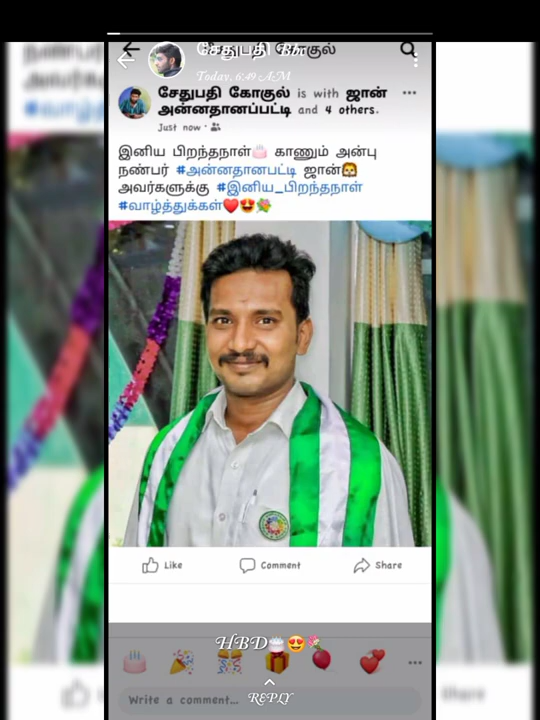 சேதுபதி கோகுல்
Today, 6:49 AM
சேதுபதி கோகுல் is with ஜான்
அன்னதானப்பட்டி and 4 others.
Just now ·
இனிய பிறந்தநாள்🎂 காணும் அன்பு
நண்பர் #அன்னதானபட்டி ஜான்🦁
அவர்களுக்கு #இனிய_பிறந்தநாள்
#வாழ்த்துக்கள்❤️😍💐
Like Comment Share
HBD🎂😍💐
Write a comment...
REPLY